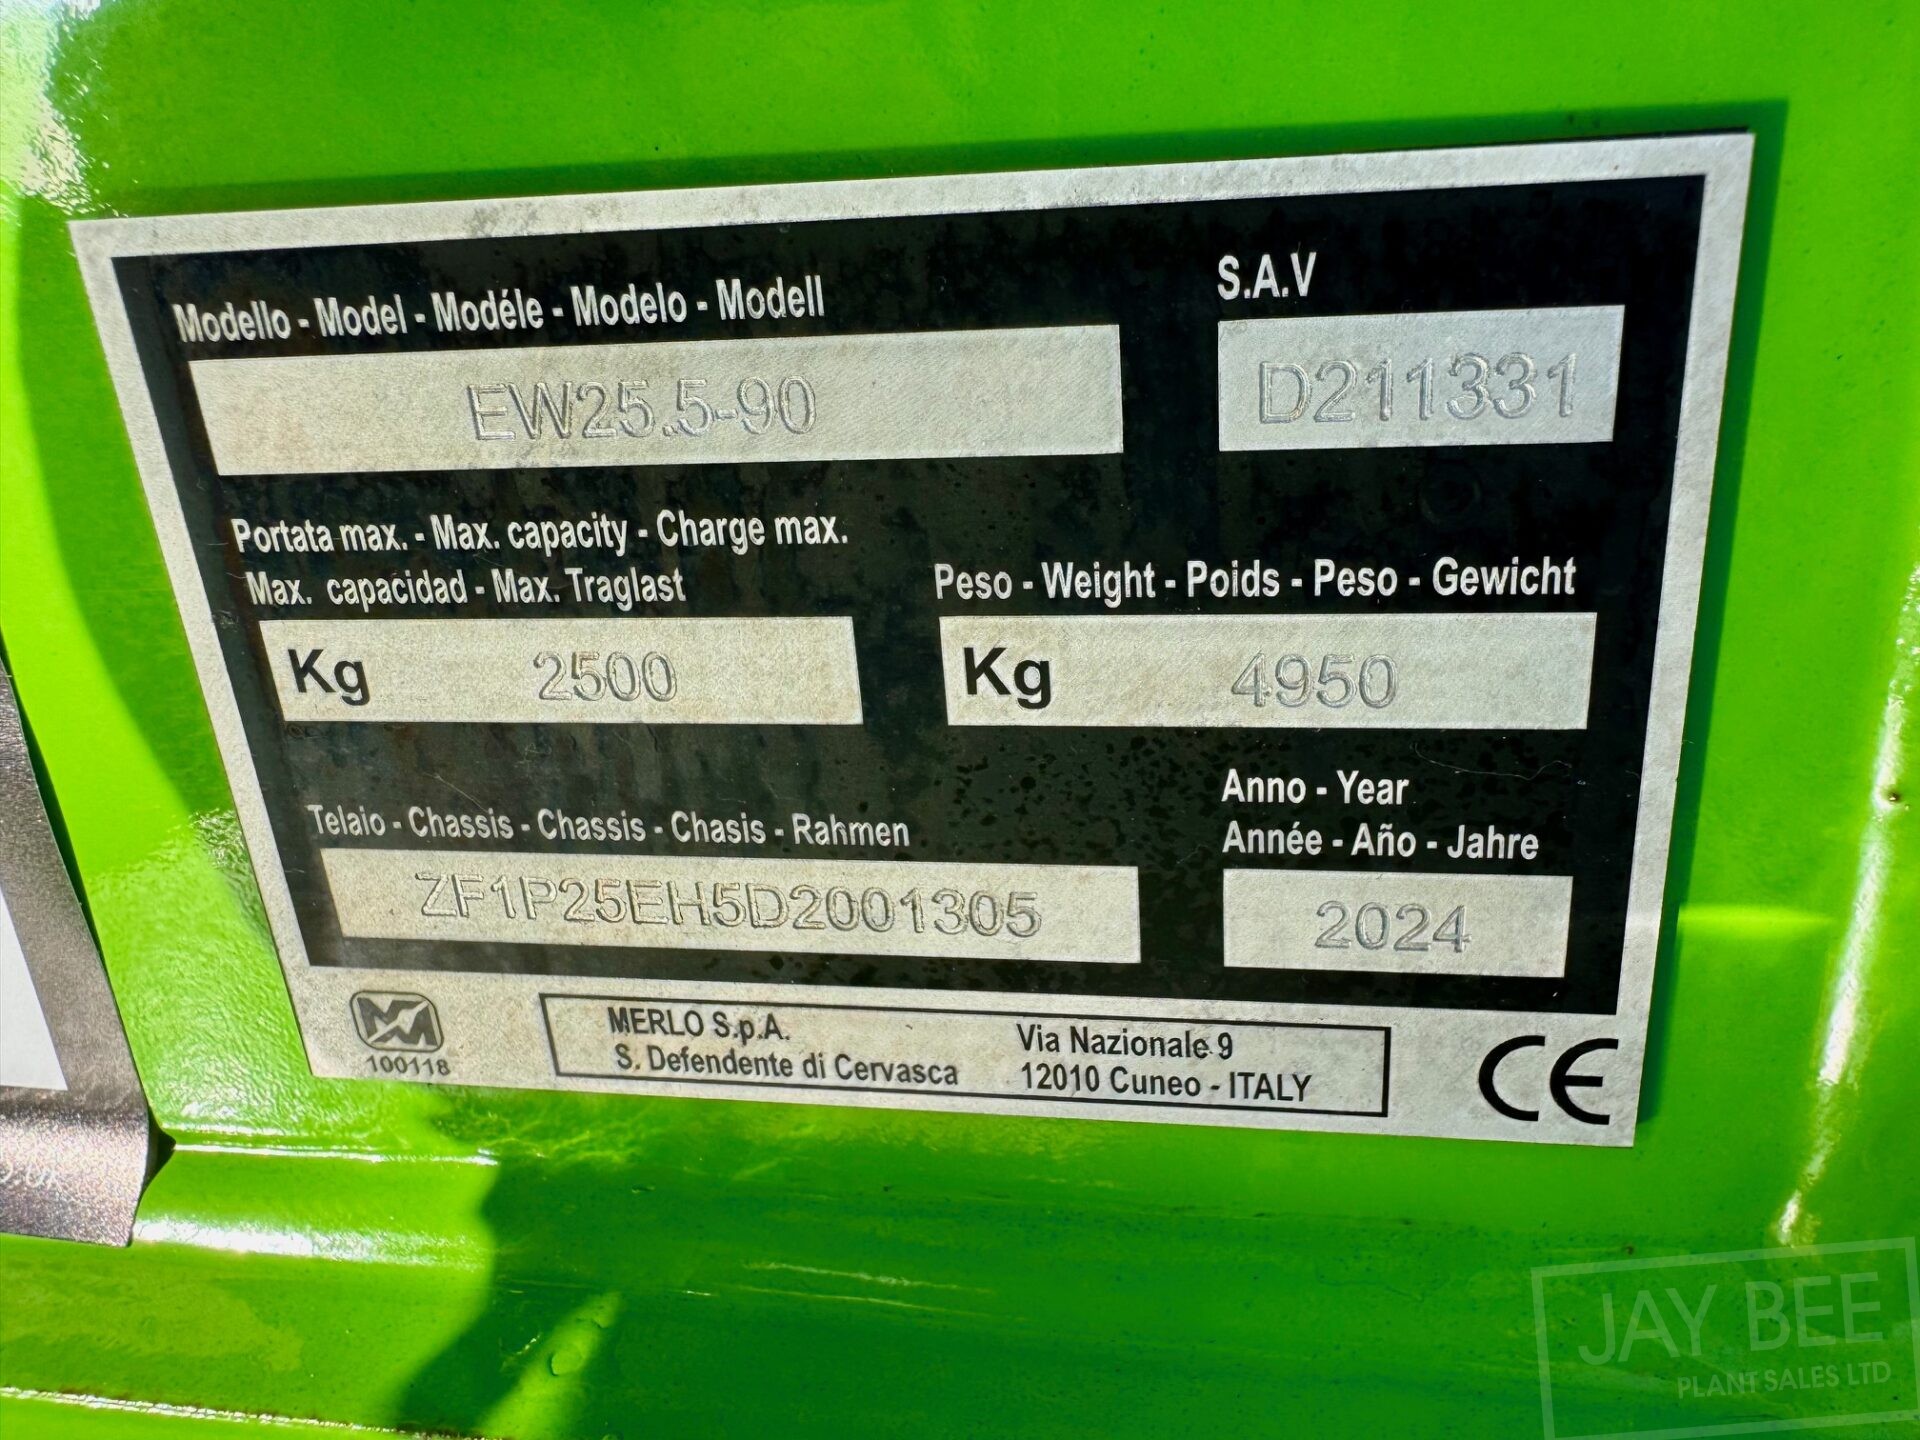 Modello - Model - Modéle - Modelo - Modell
EW25.5-90
S.A.V
D211331
Portata max. - Max. capacity - Charge max.
Max. capacidad - Max. Traglast
Kg 2500
Peso - Weight - Poids - Peso - Gewicht
Kg 4950
Telaio - Chassis - Chassis - Chasis - Rahmen
ZF1P25EH5D2001305
Anno - Year
Année - Año - Jahre
2024
100118
MERLO S.p.A.
S. Defendente di Cervasca
Via Nazionale 9
12010 Cuneo - ITALY
CE
JAY BEE
PLANT SALES LTD